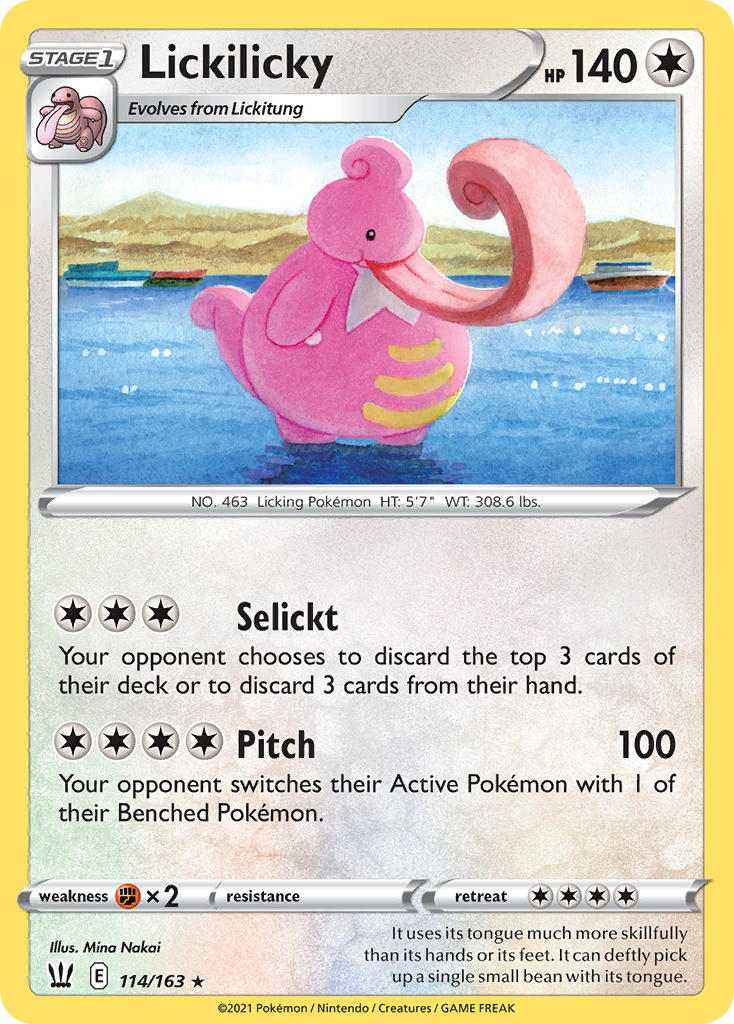 STAGE 1
Lickilicky
HP 140
Evolves from Lickitung
NO. 463 Licking Pokémon HT: 5'7" WT: 308.6 lbs.
Selickt
Your opponent chooses to discard the top 3 cards of
their deck or to discard 3 cards from their hand.
Pitch 100
Your opponent switches their Active Pokémon with 1 of
their Benched Pokémon.
weakness ×2 resistance retreat
Illus. Mina Nakai
It uses its tongue much more skillfully
than its hands or its feet. It can deftly pick
up a single small bean with its tongue.
E 114/163 ★
©2021 Pokémon / Nintendo / Creatures / GAME FREAK